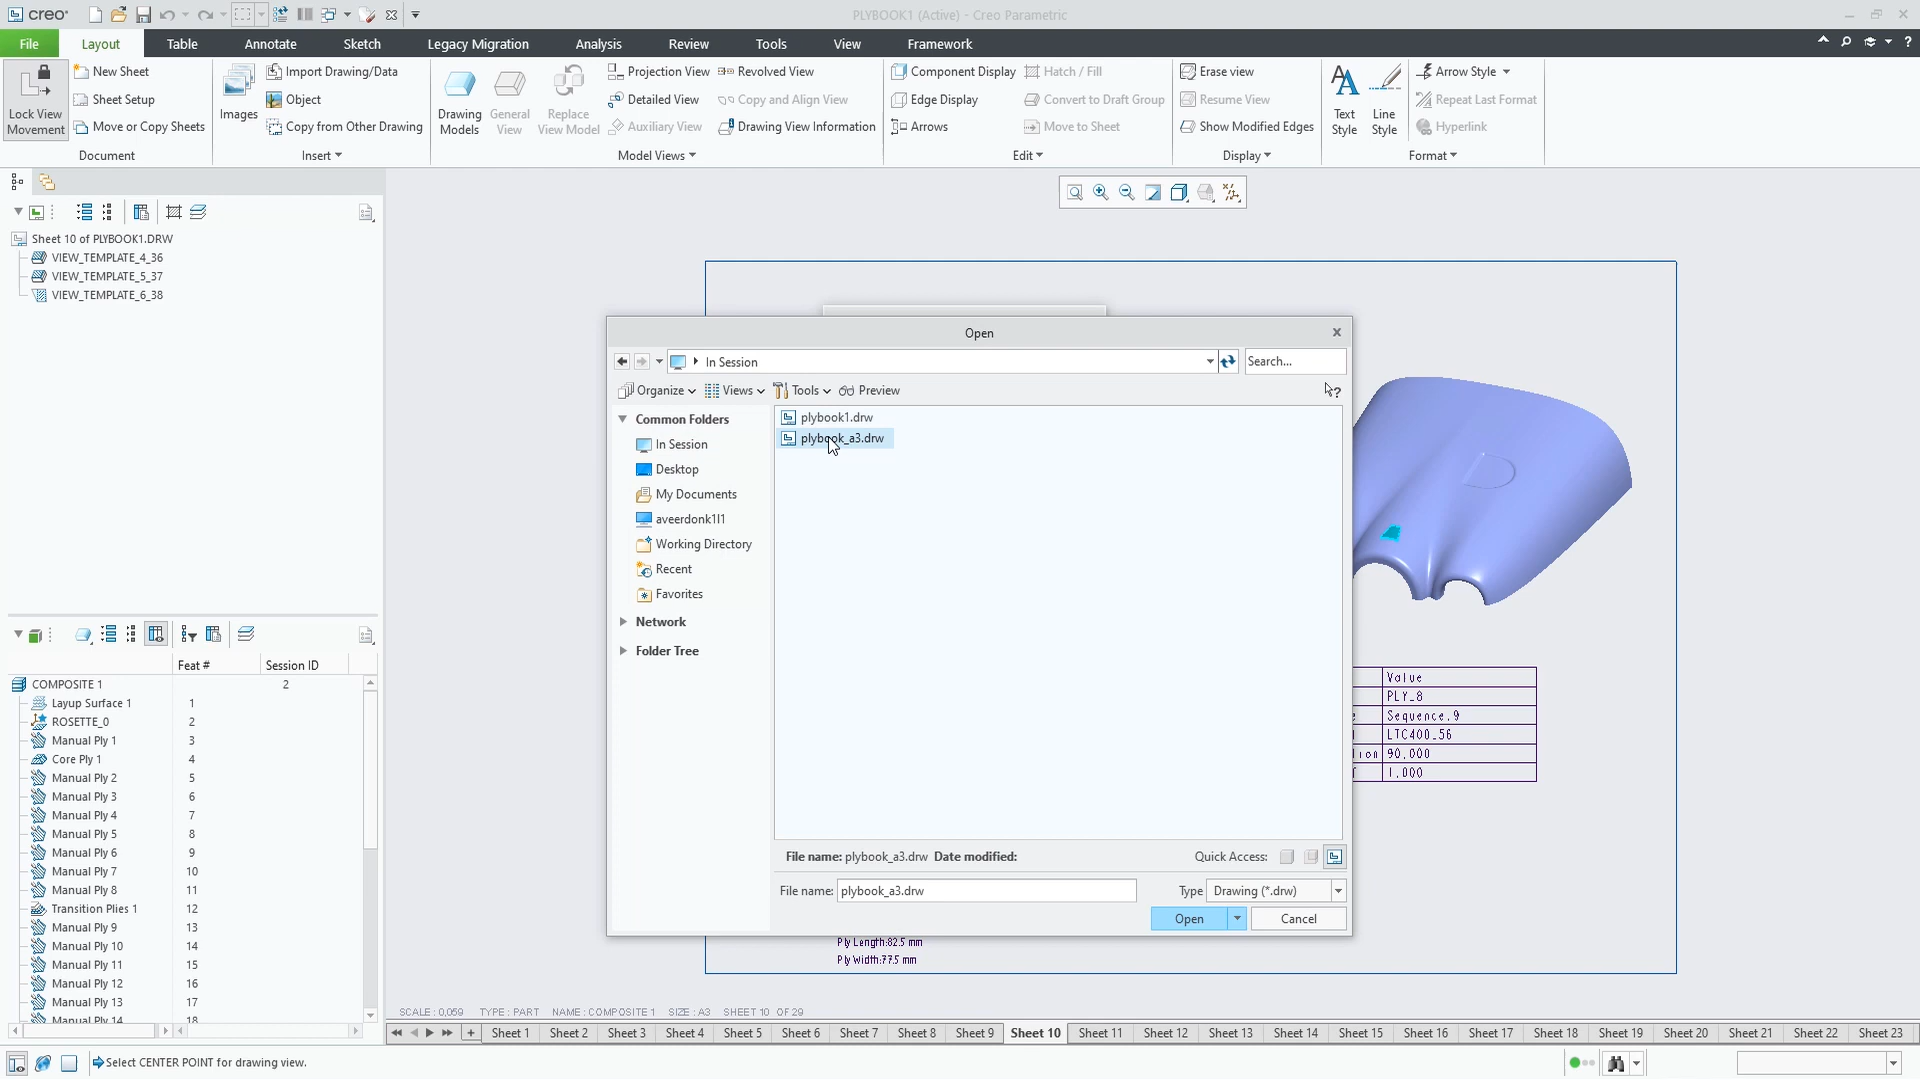 creo
PLYBOOK1 (Active) - Creo Parametric
File
Layout
Table
Annotate
Sketch
Legacy Migration
Analysis
Review
Tools
View
Framework
Lock View
Movement
New Sheet
Sheet Setup
Move or Copy Sheets
Document
Images
Import Drawing/Data
Object
Copy from Other Drawing
Insert
Drawing
Models
General
View
Replace
View Model
Projection View
Detailed View
Auxiliary View
Revolved View
Copy and Align View
Drawing View Information
Model Views
Component Display
Edge Display
Arrows
Hatch / Fill
Convert to Draft Group
Move to Sheet
Edit
Erase view
Resume View
Show Modified Edges
Display
Text
Style
Line
Style
Arrow Style
Repeat Last Format
Hyperlink
Format
Sheet 10 of PLYBOOK1.DRW
VIEW_TEMPLATE_4_36
VIEW_TEMPLATE_5_37
VIEW_TEMPLATE_6_38
Feat #
Session ID
COMPOSITE 1 2
Layup Surface 1 1
ROSETTE_0 2
Manual Ply 1 3
Core Ply 1 4
Manual Ply 2 5
Manual Ply 3 6
Manual Ply 4 7
Manual Ply 5 8
Manual Ply 6 9
Manual Ply 7 10
Manual Ply 8 11
Transition Plies 1 12
Manual Ply 9 13
Manual Ply 10 14
Manual Ply 11 15
Manual Ply 12 16
Manual Ply 13 17
Manual Ply 14 18
Open
In Session
Search...
Organize
Views
Tools
Preview
Common Folders
In Session
Desktop
My Documents
aveerdonk1l1
Working Directory
Recent
Favorites
Network
Folder Tree
plybook1.drw
plybook_a3.drw
File name: plybook_a3.drw Date modified:
Quick Access:
File name: plybook_a3.drw
Type Drawing (*.drw)
Open
Cancel
Value
PLY_8
Sequence.9
LTC400_56
90,000
1,000
Ply Length:82.5 mm
Ply Width:77.5 mm
SCALE : 0,059 TYPE : PART NAME : COMPOSITE 1 SIZE : A3 SHEET 10 OF 29
Sheet 1
Sheet 2
Sheet 3
Sheet 4
Sheet 5
Sheet 6
Sheet 7
Sheet 8
Sheet 9
Sheet 10
Sheet 11
Sheet 12
Sheet 13
Sheet 14
Sheet 15
Sheet 16
Sheet 17
Sheet 18
Sheet 19
Sheet 20
Sheet 21
Sheet 22
Sheet 23
Select CENTER POINT for drawing view.